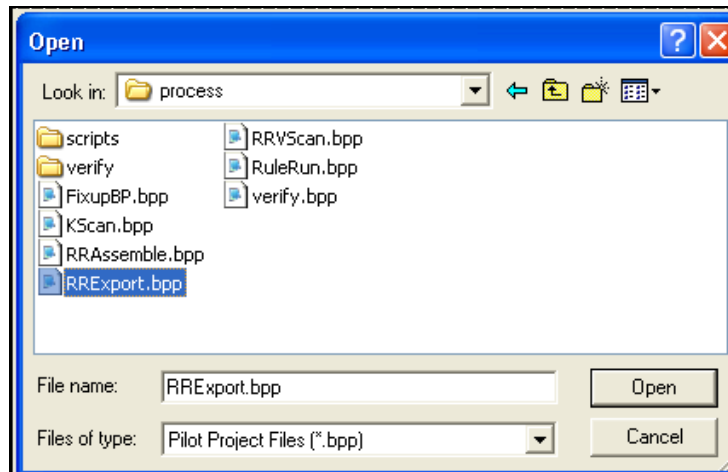 Open
Look in: process
scripts
verify
FixupBP.bpp
KScan.bpp
RRAssemble.bpp
RRExport.bpp
RRVScan.bpp
RuleRun.bpp
verify.bpp
File name: RRExport.bpp Open
Files of type: Pilot Project Files (*.bpp) Cancel